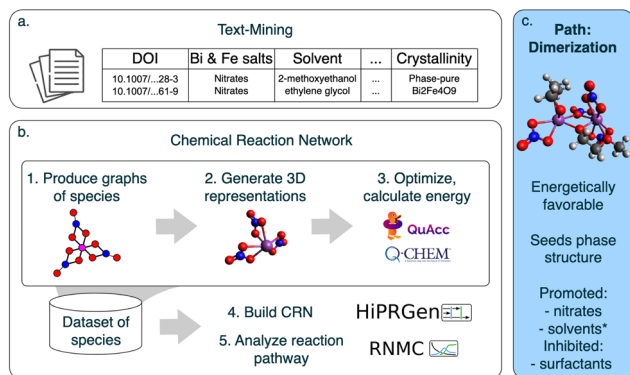 a.
Text-Mining
DOI Bi & Fe salts Solvent ... Crystallinity
10.1007/...28-3 Nitrates 2-methoxyethanol ... Phase-pure
10.1007/...61-9 Nitrates ethylene glycol ... Bi2Fe4O9
b.
Chemical Reaction Network
1. Produce graphs
of species
2. Generate 3D
representations
3. Optimize,
calculate energy
QuAcc
Q-CHEM
Dataset of
species
4. Build CRN
HiPRGen
5. Analyze reaction
pathway
RNMC
c.
Path:
Dimerization
Energetically
favorable
Seeds phase
structure
Promoted:
- nitrates
- solvents*
Inhibited:
- surfactants